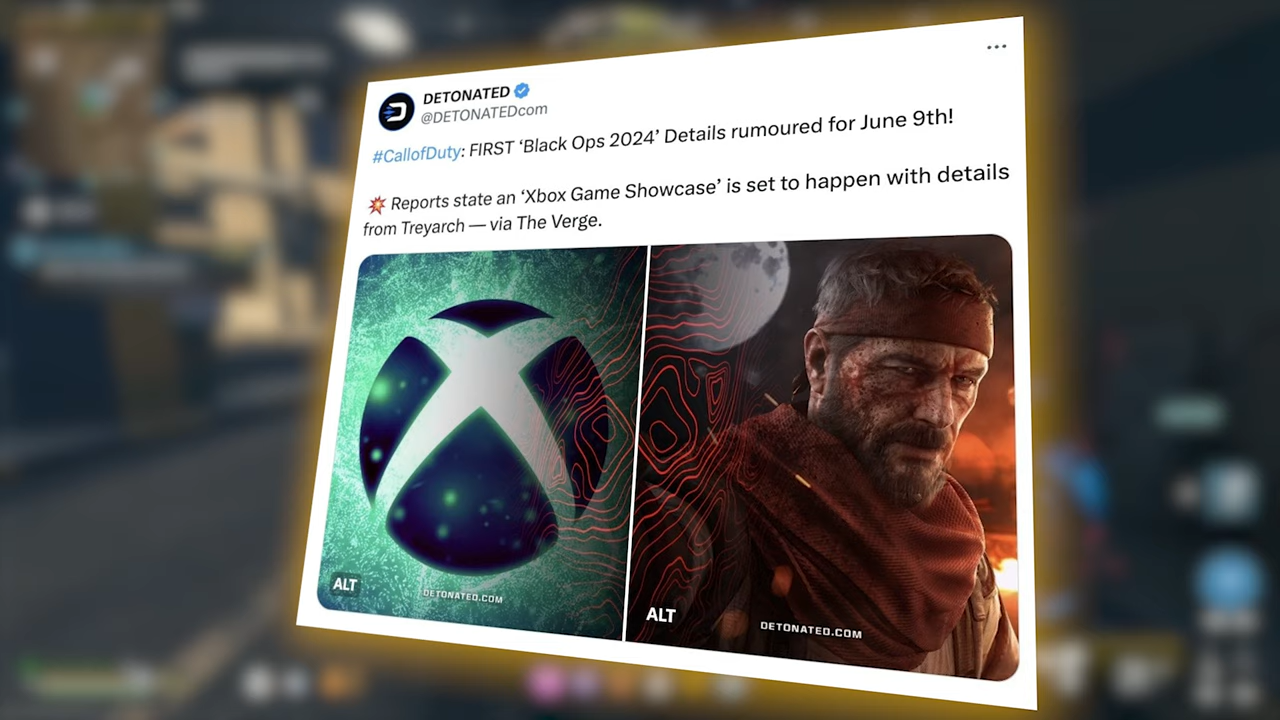 DETONATED
@DETONATEDcom
#CallofDuty: FIRST ‘Black Ops 2024’ Details rumoured for June 9th!
💥 Reports state an ‘Xbox Game Showcase’ is set to happen with details
from Treyarch — via The Verge.
ALT
DETONATED.COM
ALT
DETONATED.COM